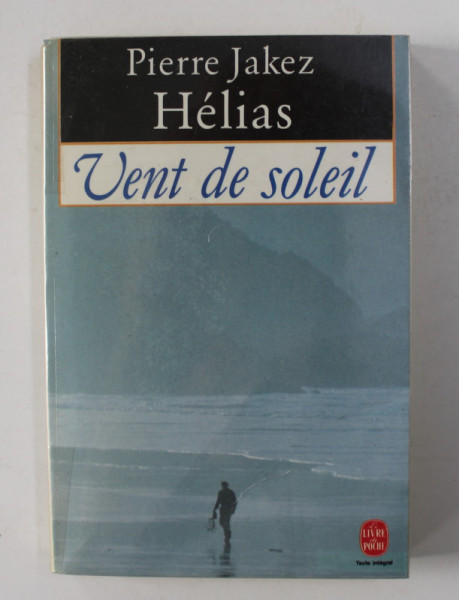 Pierre Jakez
Hélias
Vent de soleil
Le
LIVRE
de
POCHE
Texte intégral